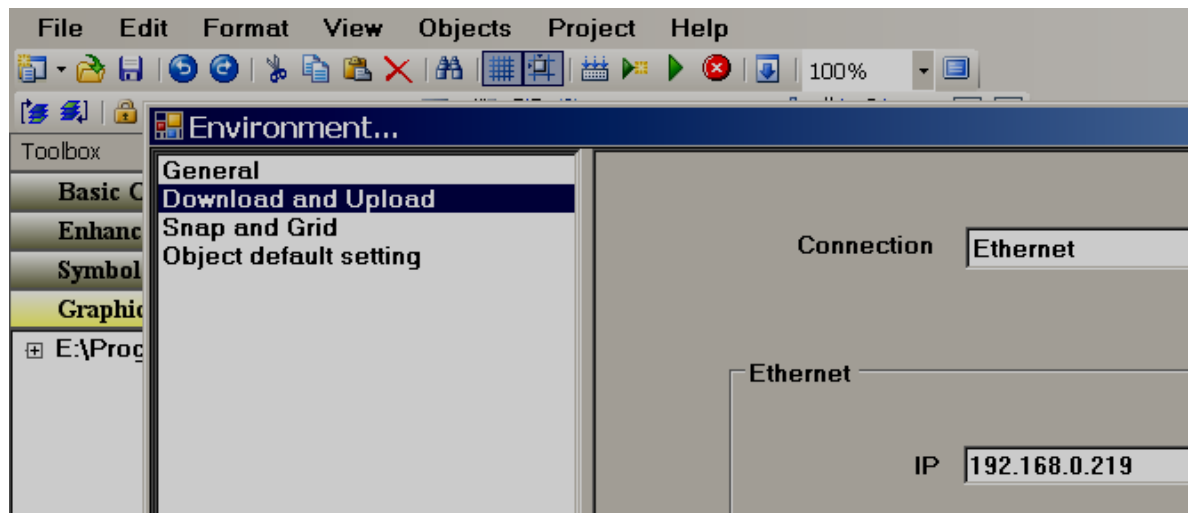 File Edit Format View Objects Project Help
100%
Environment...
Toolbox
General
Basic
Download and Upload
Enhanc
Snap and Grid
Connection Ethernet
Symbol
Object default setting
Graphic
E:\Prog
Ethernet
IP 192.168.0.219